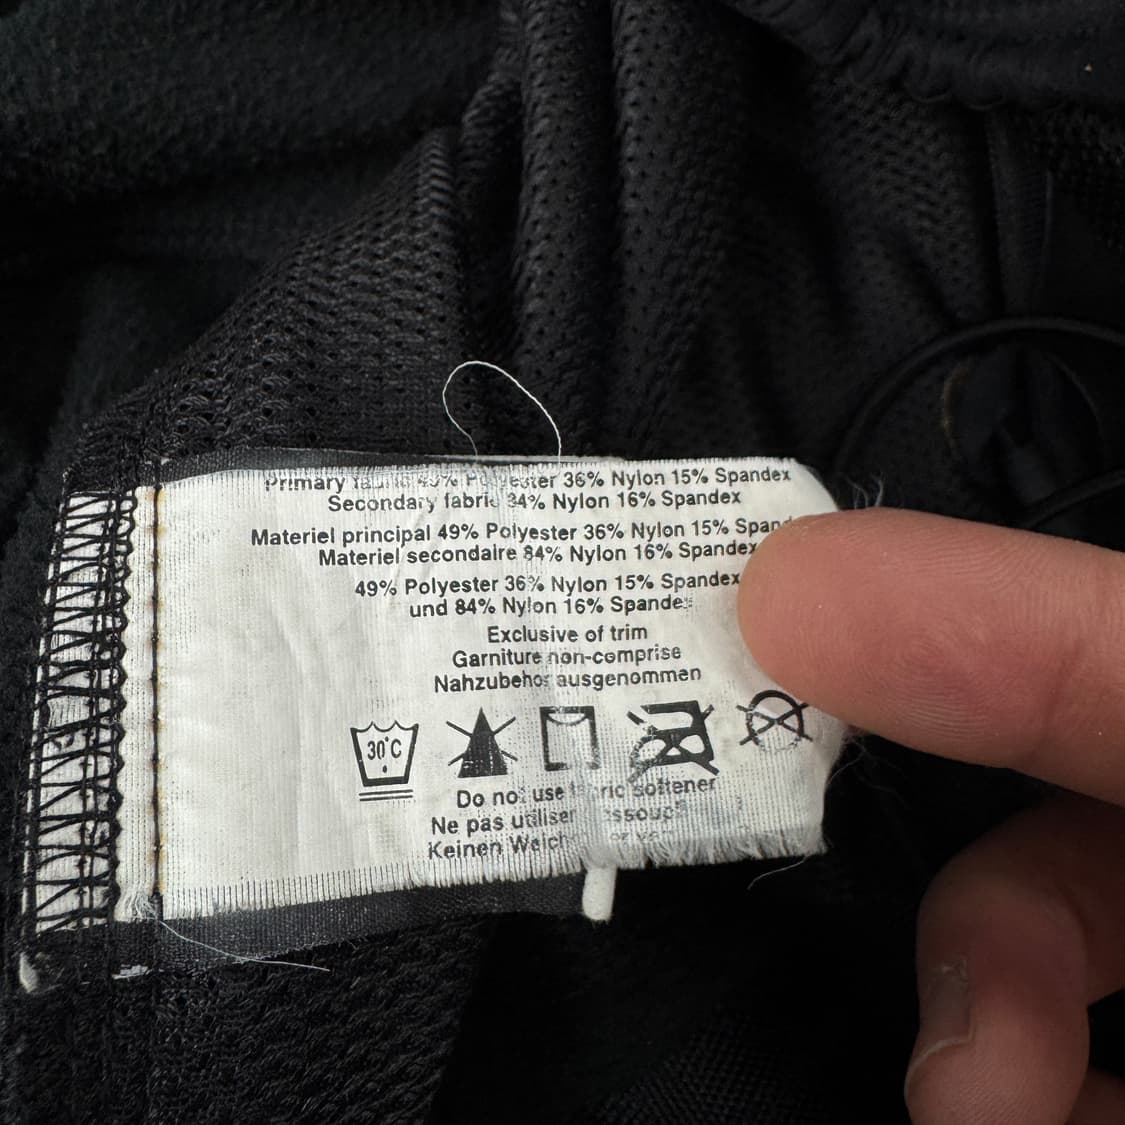 Primary fabric 49% Polyester 36% Nylon 15% Spandex
Secondary fabric 84% Nylon 16% Spandex
Materiel principal 49% Polyester 36% Nylon 15%
Materiel secondaire 84% Nylon 16% Spandex
49% Polyester 36% Nylon 15% Spandex
und 84% Nylon 16% Spandex
Exclusive of trim
Garniture non-comprise
Nahzubehor ausgenommen
30°C
Do not use fabric softener
Ne pas utiliser
Keinen